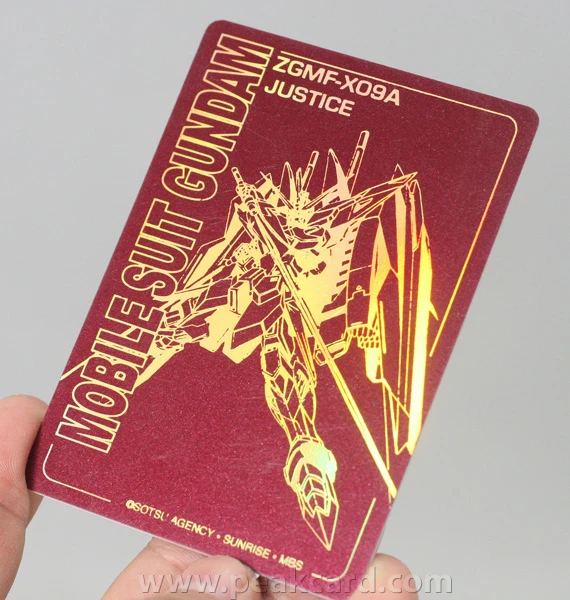 ZGMF-X09A
JUSTICE
MOBILE SUIT GUNDAM
©SOTSU AGENCY • SUNRISE • MBS
www.peakcard.com